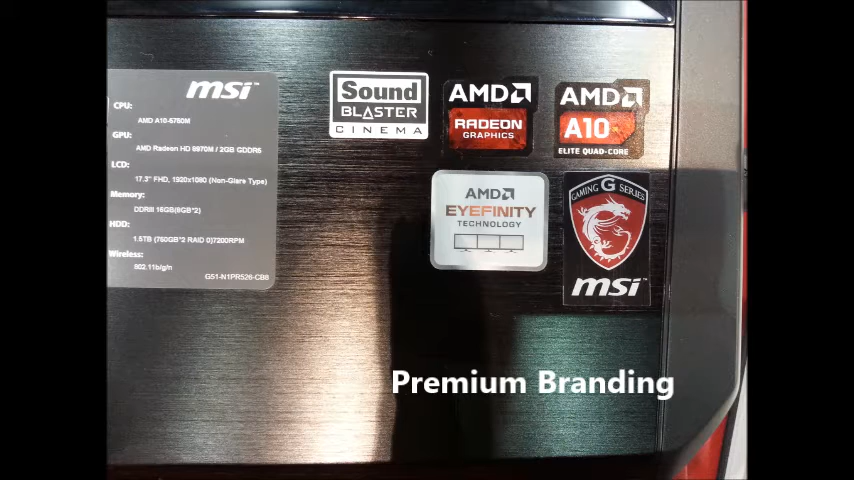 msi
CPU:
AMD A10-5750M
GPU:
AMD Radeon HD 8970M / 2GB GDDR5
LCD:
17.3" FHD, 1920x1080 (Non-Glare Type)
Memory:
DDRIII 16GB(8GB*2)
HDD:
1.5TB (750GB*2 RAID 0)7200RPM
Wireless:
802.11b/g/n
G51-N1PR526-CB8
Sound
BLASTER
CINEMA
AMD
RADEON
GRAPHICS
AMD
A10
ELITE QUAD-CORE
AMD
EYEFINITY
TECHNOLOGY
GAMING G SERIES
msi
Premium Branding